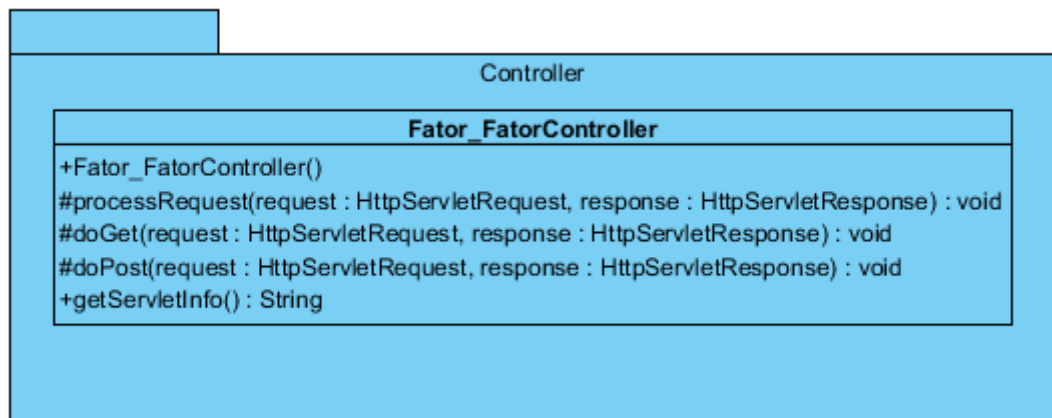 Controller
Fator_FatorController
+Fator_FatorController()
#processRequest(request : HttpServletRequest, response : HttpServletResponse) : void
#doGet(request : HttpServletRequest, response : HttpServletResponse) : void
#doPost(request : HttpServletRequest, response : HttpServletResponse) : void
+getServletInfo() : String